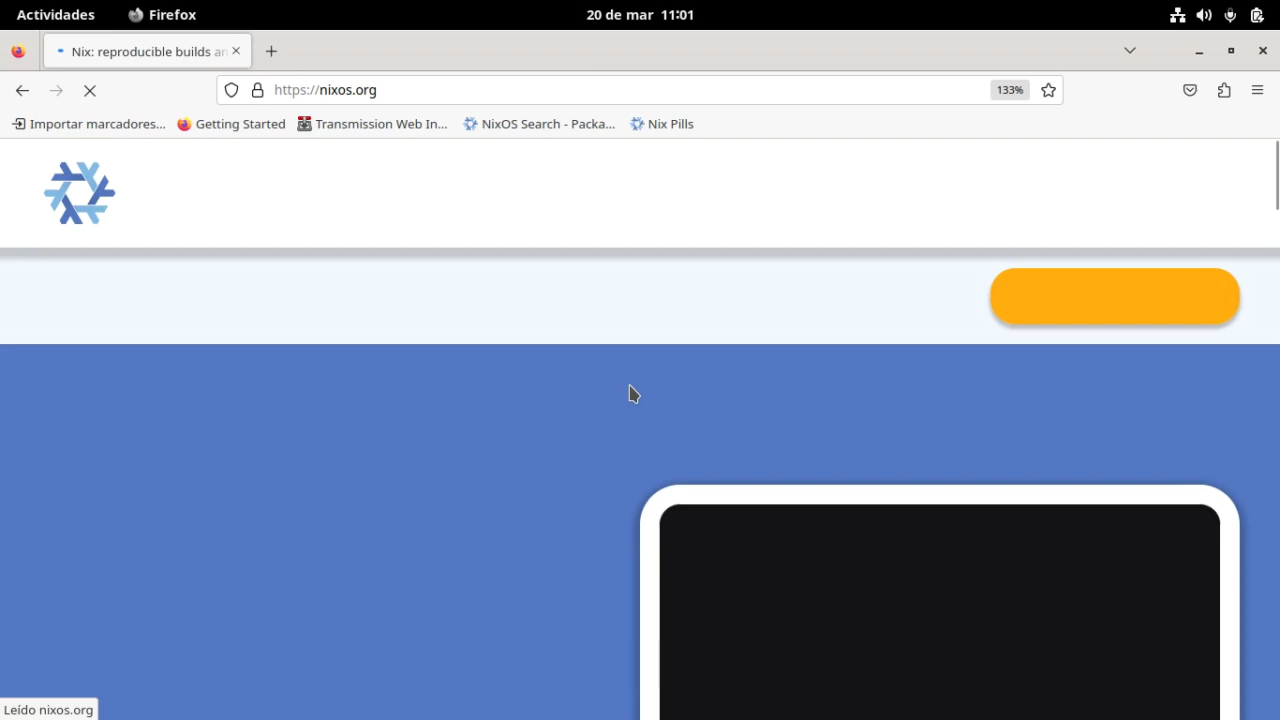 Actividades Firefox 20 de mar 11:01
Nix: reproducible builds an
https://nixos.org 133%
Importar marcadores... Getting Started Transmission Web In... NixOS Search - Packa... Nix Pills
Leído nixos.org